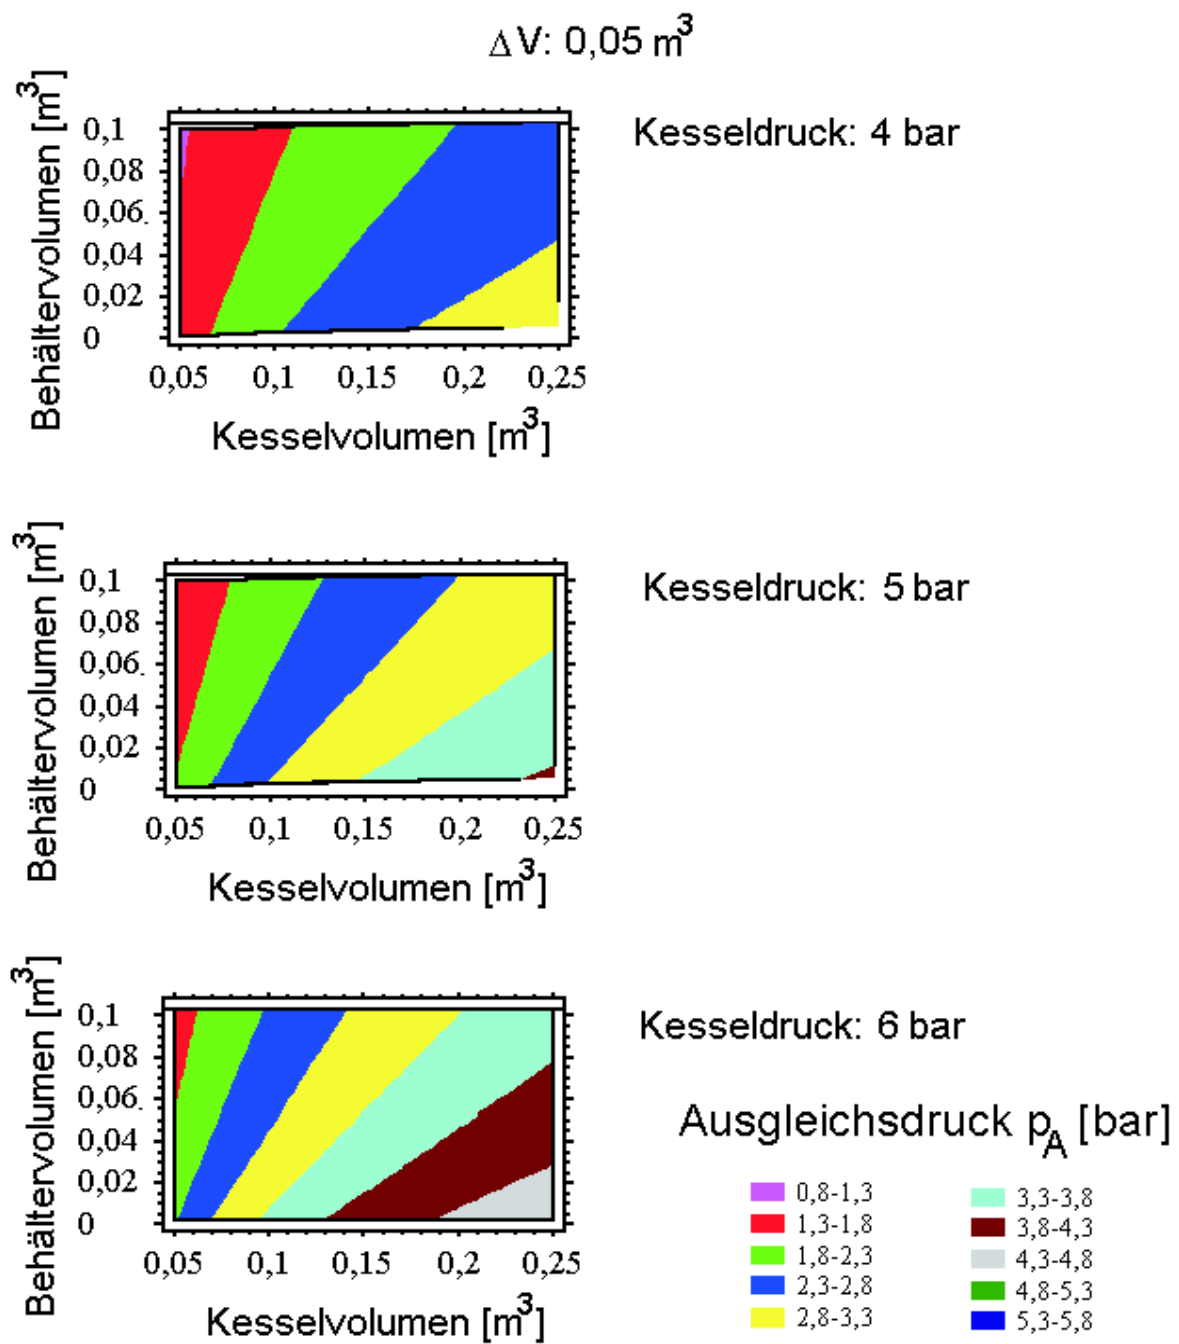 ΔV: 0,05 m³
Kesseldruck: 4 bar
Behältervolumen [m³]
0,1
0,08
0,06
0,04
0,02
0
0,05 0,1 0,15 0,2 0,25
Kesselvolumen [m³]
Kesseldruck: 5 bar
Behältervolumen [m³]
0,1
0,08
0,06
0,04
0,02
0
0,05 0,1 0,15 0,2 0,25
Kesselvolumen [m³]
Kesseldruck: 6 bar
Behältervolumen [m³]
0,1
0,08
0,06
0,04
0,02
0
0,05 0,1 0,15 0,2 0,25
Kesselvolumen [m³]
Ausgleichsdruck p_A [bar]
0,8-1,3
1,3-1,8
1,8-2,3
2,3-2,8
2,8-3,3
3,3-3,8
3,8-4,3
4,3-4,8
4,8-5,3
5,3-5,8